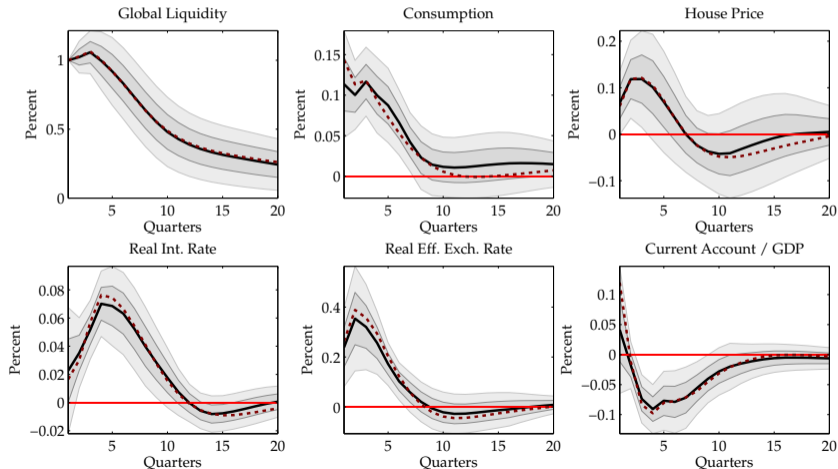 Global Liquidity
Consumption
House Price
Percent
1
0.5
0
5
10
15
20
Quarters
Percent
0.15
0.1
0.05
0
5
10
15
20
Quarters
Percent
0.2
0.1
0
−0.1
5
10
15
20
Quarters
Real Int. Rate
Real Eff. Exch. Rate
Current Account / GDP
Percent
0.08
0.06
0.04
0.02
0
−0.02
5
10
15
20
Quarters
Percent
0.4
0.2
0
5
10
15
20
Quarters
Percent
0.1
0.05
0
−0.05
−0.1
5
10
15
20
Quarters